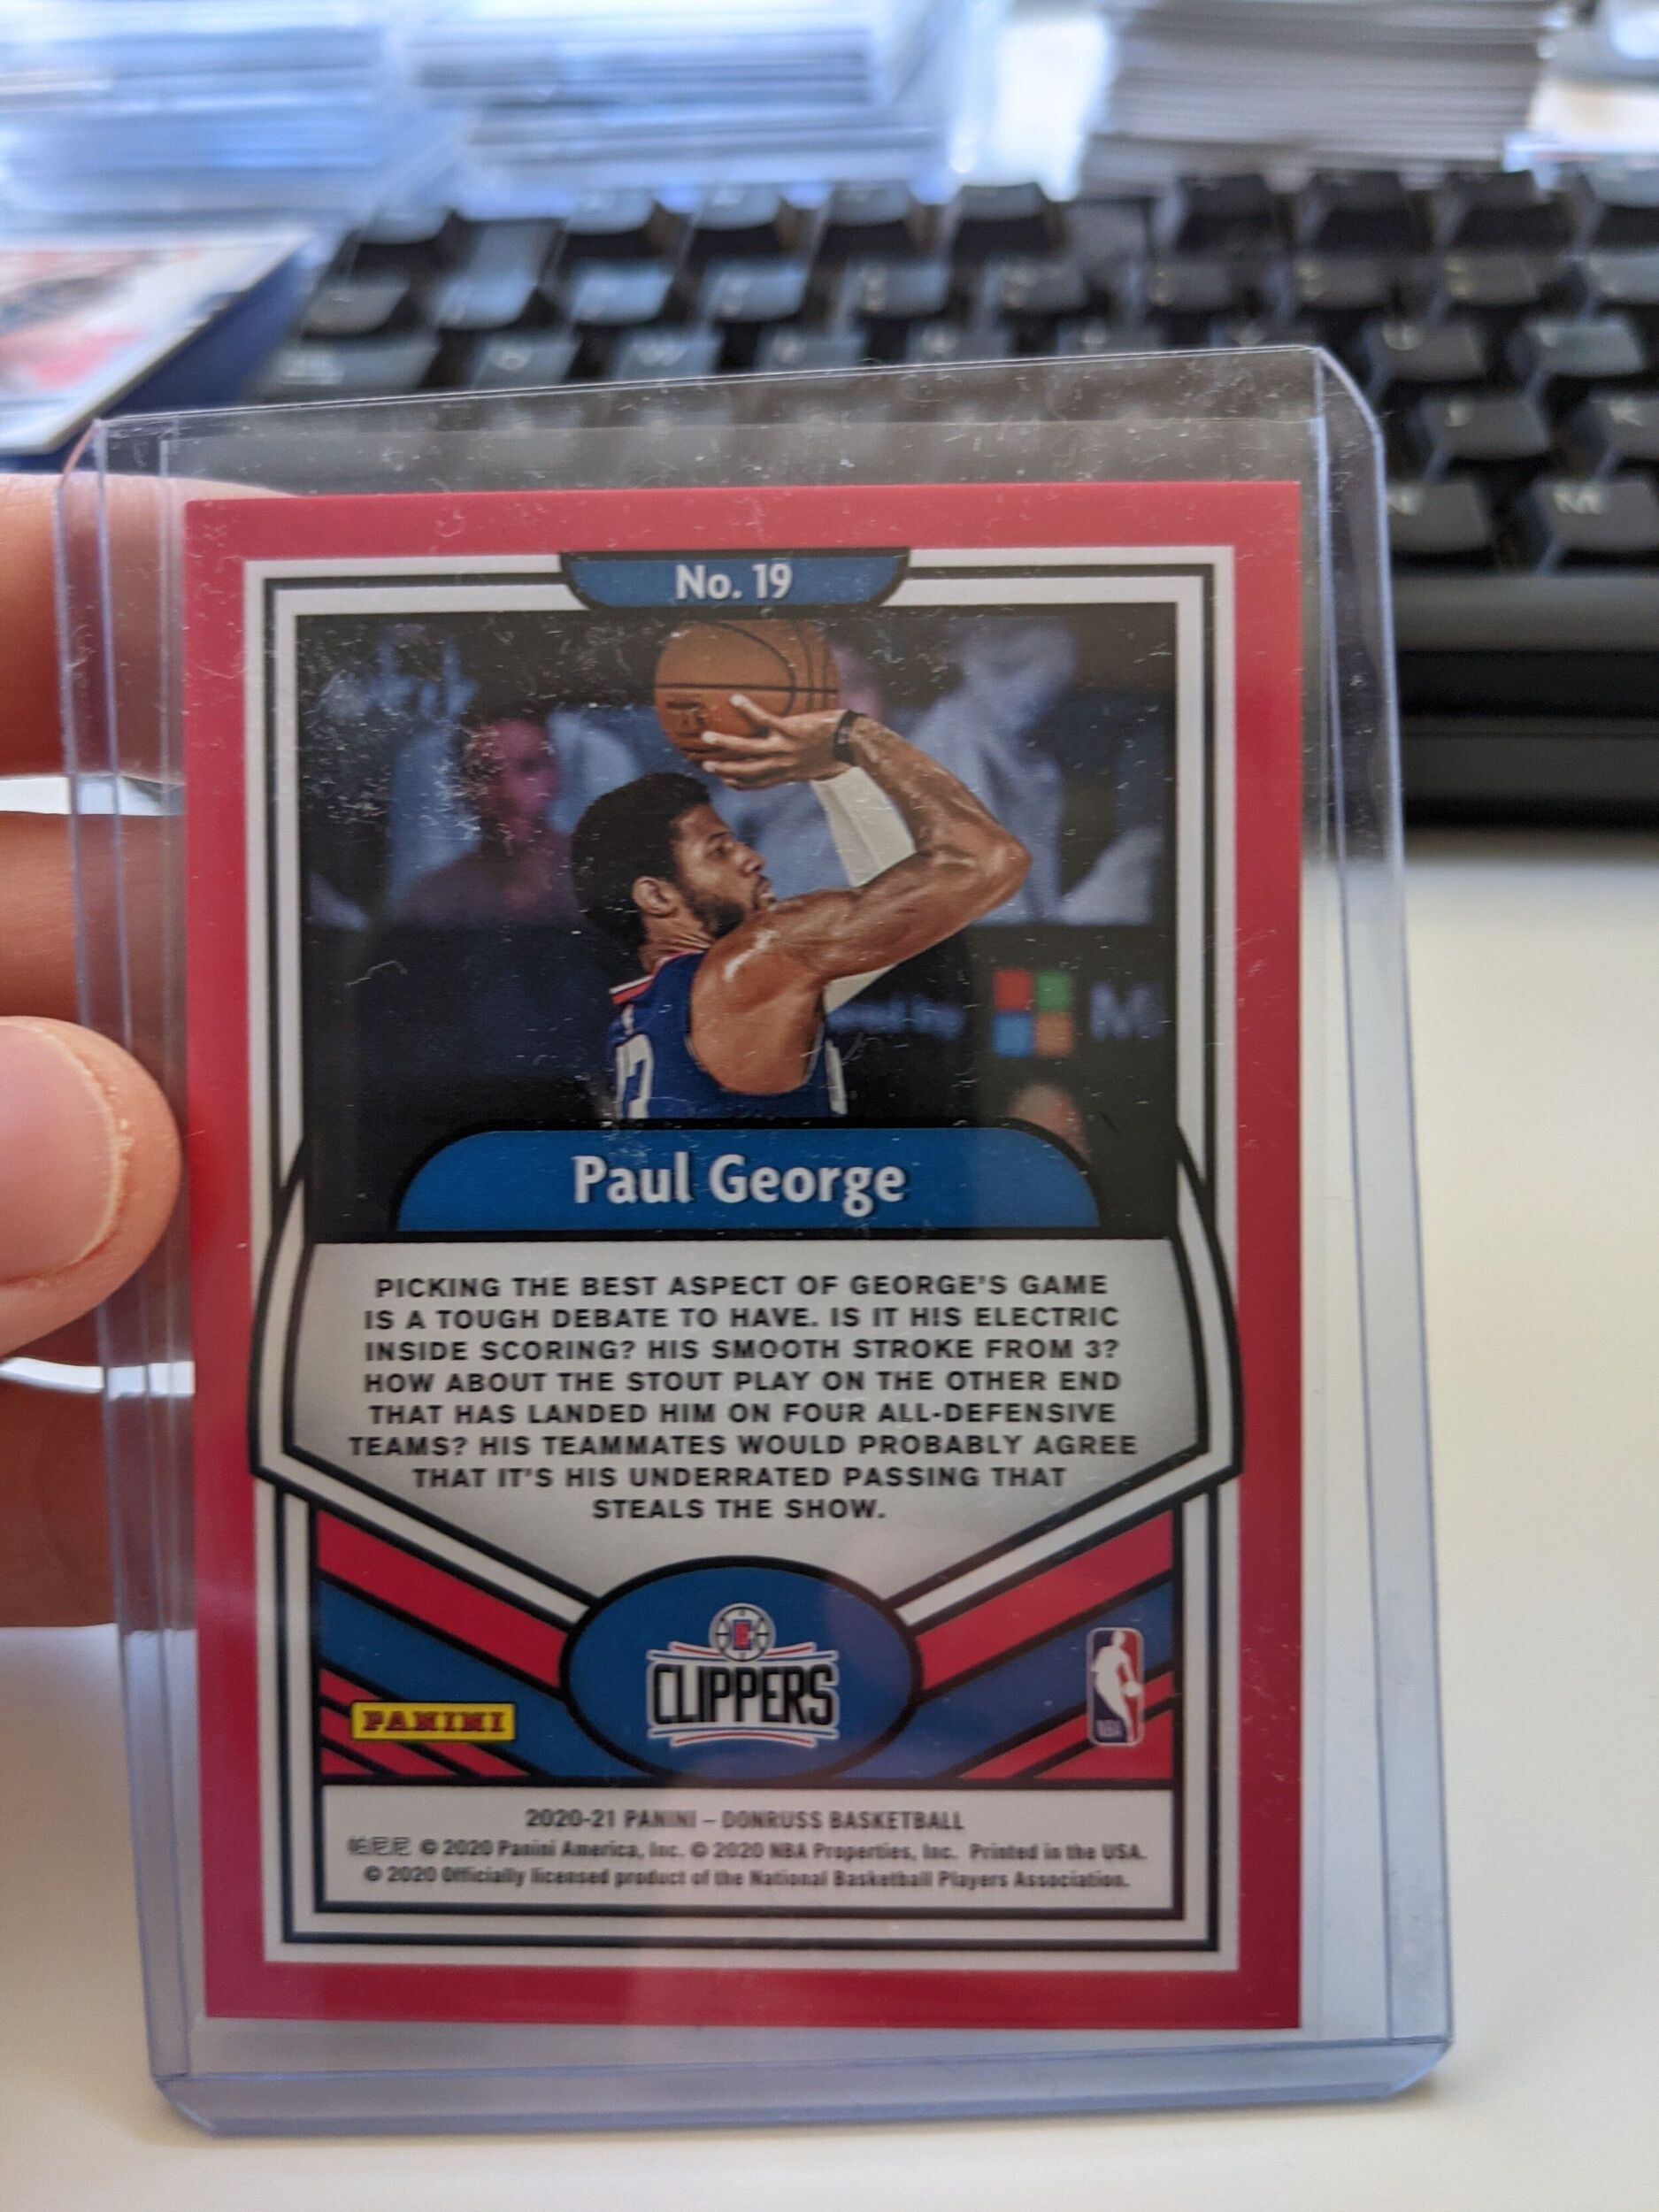 No. 19
Paul George
PICKING THE BEST ASPECT OF GEORGE'S GAME
IS A TOUGH DEBATE TO HAVE. IS IT HIS ELECTRIC
INSIDE SCORING? HIS SMOOTH STROKE FROM 3?
HOW ABOUT THE STOUT PLAY ON THE OTHER END
THAT HAS LANDED HIM ON FOUR ALL-DEFENSIVE
TEAMS? HIS TEAMMATES WOULD PROBABLY AGREE
THAT IT'S HIS UNDERRATED PASSING THAT
STEALS THE SHOW.
CLIPPERS
PANINI
NBA
2020-21 PANINI – DONRUSS BASKETBALL
帕尼尼 © 2020 Panini America, Inc. © 2020 NBA Properties, Inc. Printed in the USA.
© 2020 Officially licensed product of the National Basketball Players Association.